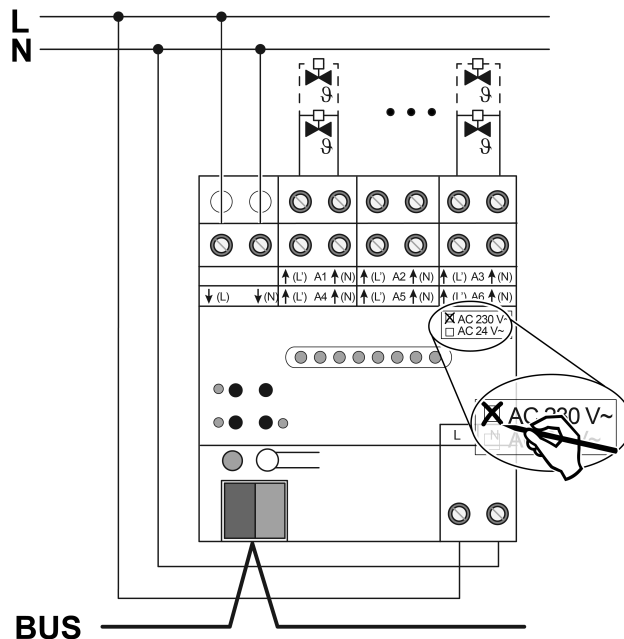 L
N
ϑ ϑ
ϑ ϑ
↑ (L') A1 ↑ (N) ↑ (L') A2 ↑ (N) ↑ (L') A3 ↑ (N)
↓ (L) ↓ (N) ↑ (L') A4 ↑ (N) ↑ (L') A5 ↑ (N) ↑ (L') A6 ↑ (N)
AC 230 V~
AC 24 V~
AC 230 V~
L N
BUS